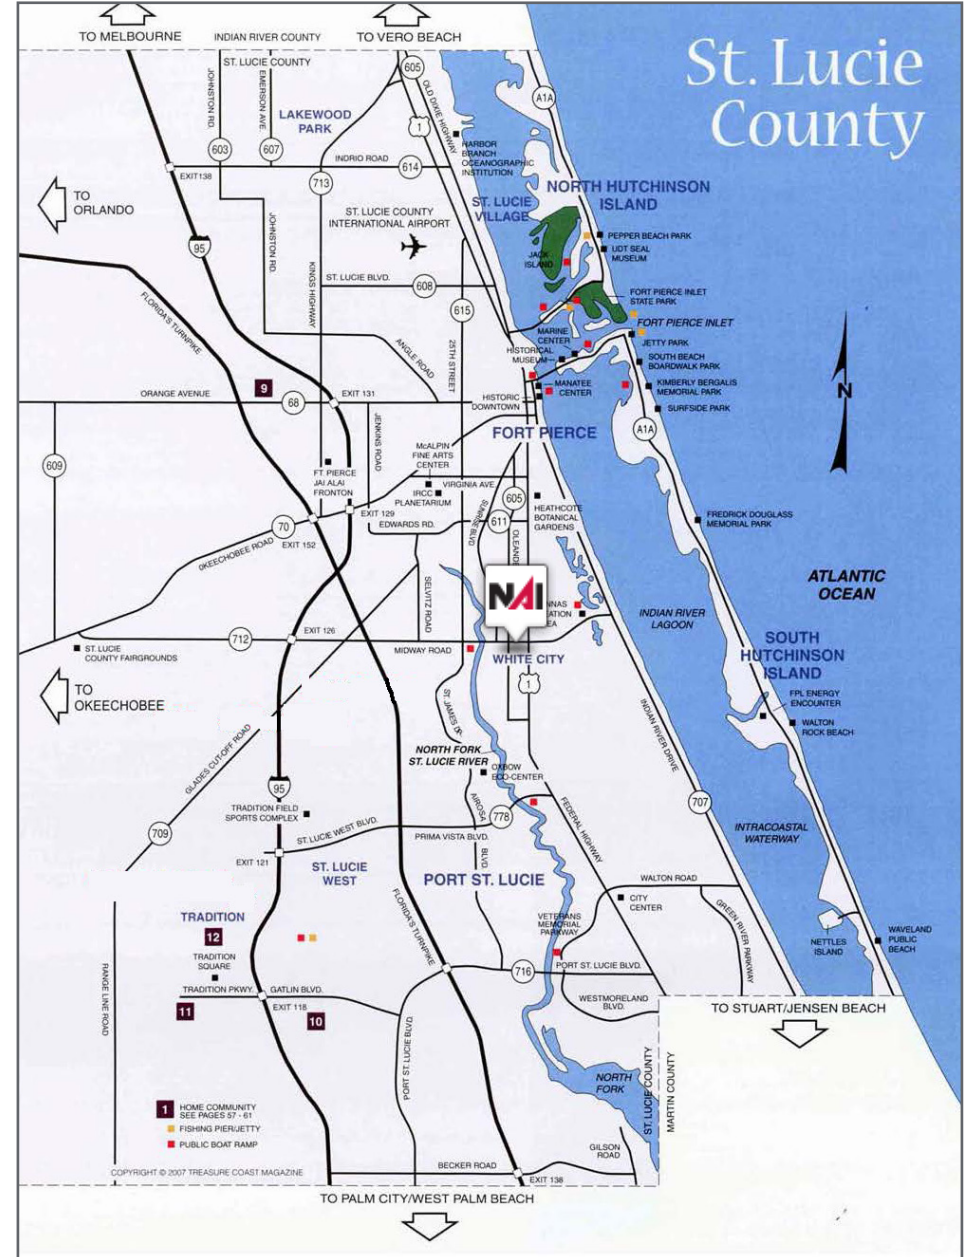 TO MELBOURNE
INDIAN RIVER COUNTY
TO VERO BEACH
ST. LUCIE COUNTY
St. Lucie
County
JOHNSTON RD.
EMERSON AVE.
605
OLD DIXIE HIGHWAY
A1A
LAKEWOOD
PARK
1
603
607
HARBOR
BRANCH
OCEANOGRAPHIC
INSTITUTION
INDRIO ROAD
614
EXIT138
713
TO
ORLANDO
ST. LUCIE
VILLAGE
NORTH HUTCHINSON
ISLAND
ST. LUCIE COUNTY
INTERNATIONAL AIRPORT
JOHNSTON RD.
95
PEPPER BEACH PARK
UDT SEAL
MUSEUM
JACK
ISLAND
KINGS HIGHWAY
ST. LUCIE BLVD.
608
FORT PIERCE INLET
STATE PARK
FLORIDA'S TURNPIKE
615
FORT PIERCE INLET
MARINE
CENTER
JETTY PARK
ANGLE ROAD
25TH STREET
HISTORICAL
MUSEUM
SOUTH BEACH
BOARDWALK PARK
9
ORANGE AVENUE
68
EXIT 131
MANATEE
CENTER
KIMBERLY BERGALIS
MEMORIAL PARK
HISTORIC
DOWNTOWN
SURFSIDE PARK
N
JENKINS ROAD
FORT PIERCE
A1A
McALPIN
FINE ARTS
CENTER
609
FT PIERCE
JAI ALAI
FRONTON
VIRGINIA AVE.
IRCC
PLANETARIUM
605
SUNRISE BLVD
HEATHCOTE
BOTANICAL
GARDENS
EXIT 129
611
FREDRICK DOUGLASS
MEMORIAL PARK
70
EDWARDS RD.
EXIT 152
OKEECHOBEE ROAD
SELVITZ ROAD
NAI
ATLANTIC
OCEAN
INDIAN RIVER
LAGOON
712
EXIT 126
MIDWAY ROAD
ST. LUCIE
COUNTY FAIRGROUNDS
WHITE CITY
SOUTH
HUTCHINSON
ISLAND
TO
OKEECHOBEE
1
ST. JAMES DR.
INDIAN RIVER DRIVE
FPL ENERGY
ENCOUNTER
WALTON
ROCK BEACH
GLADES CUT-OFF ROAD
NORTH FORK
ST. LUCIE RIVER
OXBOW
ECO-CENTER
95
TRADITION FIELD
SPORTS COMPLEX
AIROSA
BLVD.
778
FEDERAL HIGHWAY
707
709
ST. LUCIE WEST BLVD.
PRIMA VISTA BLVD.
INTRACOASTAL
WATERWAY
EXIT 121
ST. LUCIE
WEST
PORT ST. LUCIE
WALTON ROAD
FLORIDA'S TURNPIKE
CITY
CENTER
GREEN RIVER PARKWAY
TRADITION
12
VETERANS
MEMORIAL
PARKWAY
NETTLES
ISLAND
WAVELAND
PUBLIC
BEACH
TRADITION
SQUARE
RANGE LINE ROAD
716
PORT ST. LUCIE BLVD.
TRADITION PKWY.
GATLIN BLVD.
EXIT 118
11
10
WESTMORELAND
BLVD.
TO STUART/JENSEN BEACH
PORT ST. LUCIE BLVD.
NORTH
FORK
ST. LUCIE COUNTY
MARTIN COUNTY
1 HOME COMMUNITY
SEE PAGES 57 - 61
FISHING PIER/JETTY
PUBLIC BOAT RAMP
GILSON
ROAD
COPYRIGHT © 2007 TREASURE COAST MAGAZINE
BECKER ROAD
EXIT 138
TO PALM CITY/WEST PALM BEACH